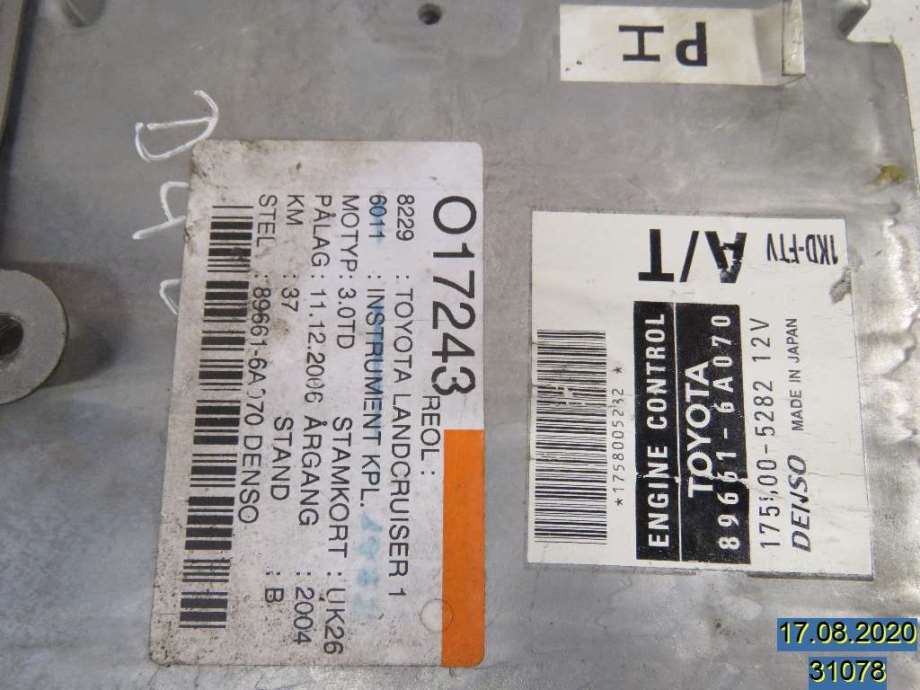 PH
DAD
O17243
REOL :
8229 : TOYOTA LANDCRUISER 1
6011 : INSTRUMENT KPL.
MOTYP: 3.0TD STAMKORT : UK26
PÅLAG: 11.12.2006 ÅRGANG : 2004
KM : 37 STAND : B
STEL : 89661-6A070 DENSO
1KD-FTV
A/T
ENGINE CONTROL
TOYOTA
89661-6A070
175800-5282 12V
DENSO MADE IN JAPAN
*1758005282*
17.08.2020
31078